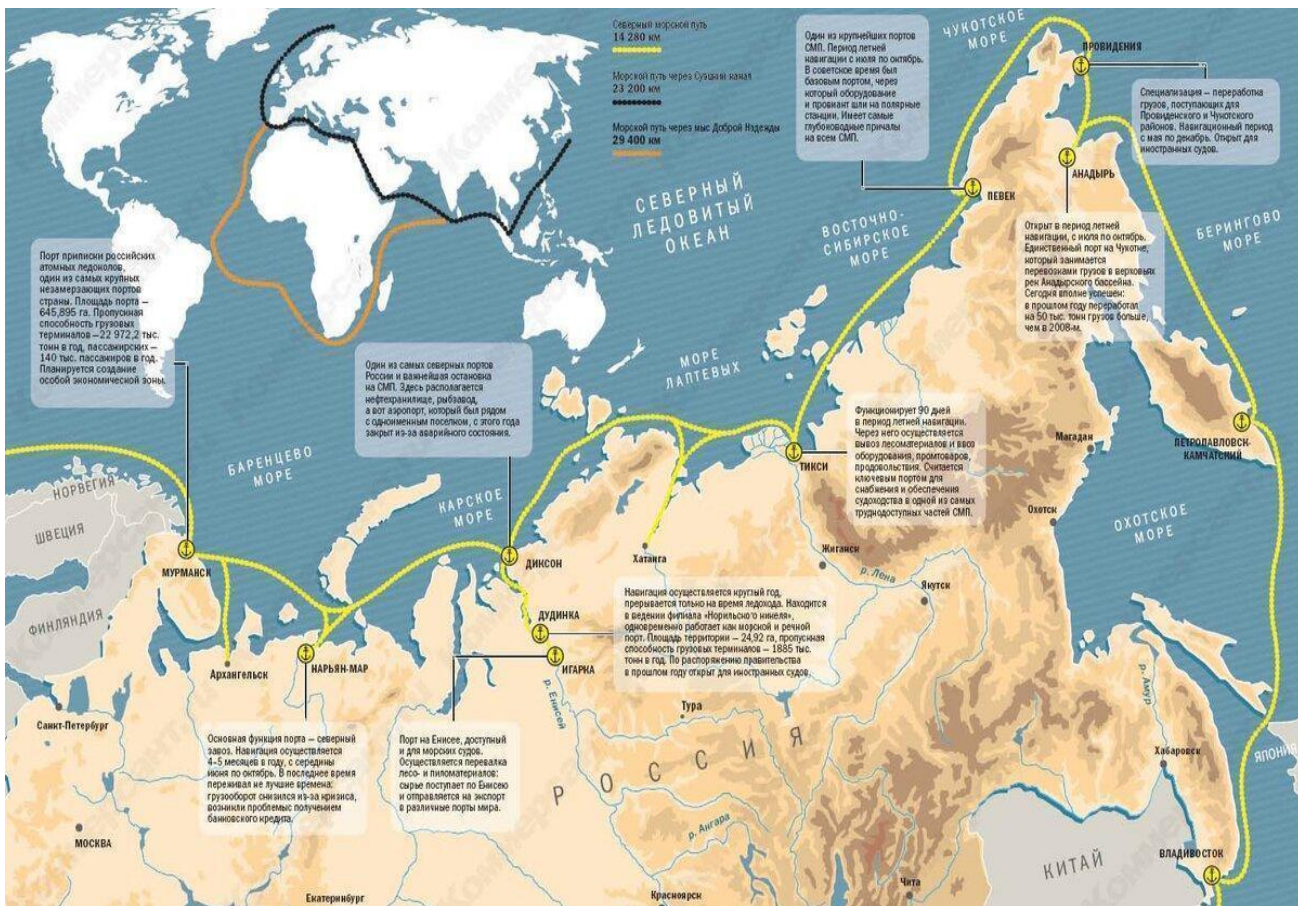 Северный морской путь
14 280 км
Морской путь через Суэцкий канал
23 200 км
Морской путь через мыс Доброй Надежды
29 400 км
Один из крупнейших портов
СМП. Период летней
навигации с июля по октябрь.
В советское время был
базовым портом, через
который оборудование
и провиант шли на полярные
станции. Имеет самые
глубоководные причалы
на всем СМП.
ЧУКОТСКОЕ
МОРЕ
ПРОВИДЕНИЯ
Специализация — переработка
грузов, поступающих для
Провиденского и Чукотского
районов. Навигационный период
с мая по декабрь. Открыт для
иностранных судов.
АНАДЫРЬ
ПЕВЕК
СЕВЕРНЫЙ
ЛЕДОВИТЫЙ
ОКЕАН
ВОСТОЧНО-
СИБИРСКОЕ
МОРЕ
Открыт в период летней
навигации, с июля по октябрь.
Единственный порт на Чукотке,
который занимается
перевозками грузов в верховьях
рек Анадырского бассейна.
Сегодня вполне успешен:
в прошлом году переработал
на 50 тыс. тонн грузов больше,
чем в 2008-м.
БЕРИНГОВО
МОРЕ
Порт приписки российских
атомных ледоколов,
один из самых крупных
незамерзающих портов
страны. Площадь порта —
645,895 га. Пропускная
способность грузовых
терминалов —22 972,2 тыс.
тонн в год, пассажирских —
140 тыс. пассажиров в год.
Планируется создание
особой экономической зоны.
Один из самых северных портов
России и важнейшая остановка
на СМП. Здесь располагается
нефтехранилище, рыбзавод,
а вот аэропорт, который был рядом
с одноименным поселком, с этого года
закрыт из-за аварийного состояния.
МОРЕ
ЛАПТЕВЫХ
Функционирует 90 дней
в период летней навигации.
Через него осуществляется
вывоз лесоматериалов и ввоз
оборудования, промтоваров,
продовольствия. Считается
ключевым портом для
снабжения и обеспечения
судоходства в одной из самых
труднодоступных частей СМП.
Магадан
ПЕТРОПАВЛОВСК-
КАМЧАТСКИЙ
ТИКСИ
БАРЕНЦЕВО
МОРЕ
КАРСКОЕ
МОРЕ
НОРВЕГИЯ
ШВЕЦИЯ
ФИНЛЯНДИЯ
МУРМАНСК
ДИКСОН
Хатанга
Жиганск
р. Лена
Якутск
Охотск
ОХОТСКОЕ
МОРЕ
Навигация осуществляется круглый год,
прерывается только на время ледохода. Находится
в ведении филиала «Норильского никеля»,
одновременно работает как морской и речной
порт. Площадь территории — 24,92 га, пропускная
способность грузовых терминалов — 1885 тыс.
тонн в год. По распоряжению правительства
в прошлом году открыт для иностранных судов.
ДУДИНКА
ИГАРКА
Архангельск
НАРЬЯН-МАР
р. Енисей
Тура
р. Амур
Санкт-Петербург
Основная функция порта — северный
завоз. Навигация осуществляется
4–5 месяцев в году, с середины
июня по октябрь. В последнее время
переживал не лучшие времена:
грузооборот снизился из-за кризиса,
возникли проблемы с получением
банковского кредита.
Порт на Енисее, доступный
и для морских судов.
Осуществляется перевалка
лесо- и пиломатериалов:
сырье поступает по Енисею
и отправляется на экспорт
в различные порты мира.
РОССИЯ
Хабаровск
ЯПОНИЯ
МОСКВА
р. Ангара
КИТАЙ
ВЛАДИВОСТОК
Екатеринбург
Красноярск
Чита